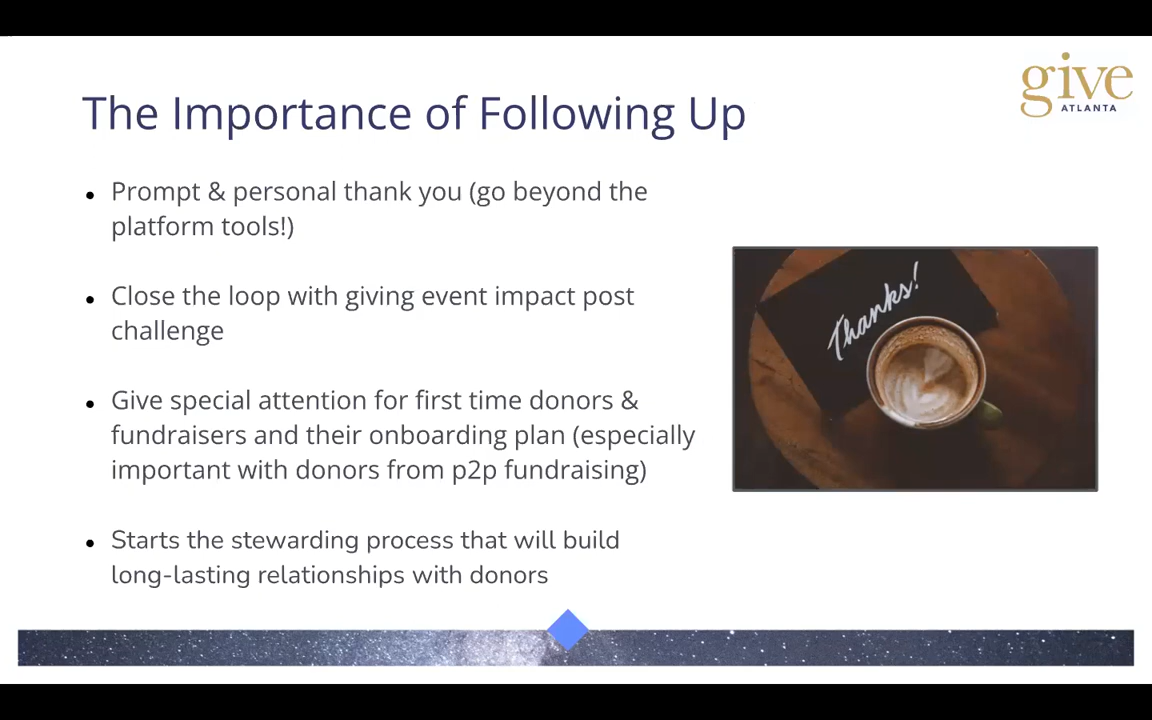 give
ATLANTA
The Importance of Following Up
Prompt & personal thank you (go beyond the
platform tools!)
Close the loop with giving event impact post
challenge
Give special attention for first time donors &
fundraisers and their onboarding plan (especially
important with donors from p2p fundraising)
Starts the stewarding process that will build
long-lasting relationships with donors
Thanks!